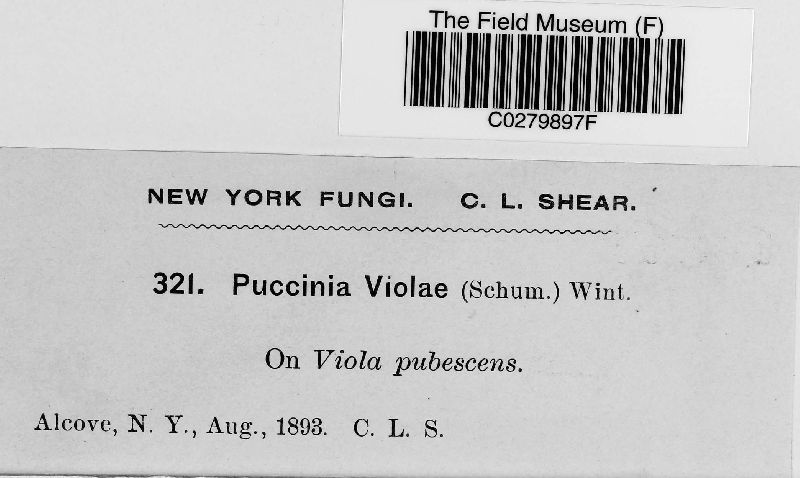 The Field Museum (F)
C0279897F
NEW YORK FUNGI. C. L. SHEAR.
321. Puccinia Violae (Schum.) Wint.
On Viola pubescens.
Alcove, N. Y., Aug., 1893. C. L. S.